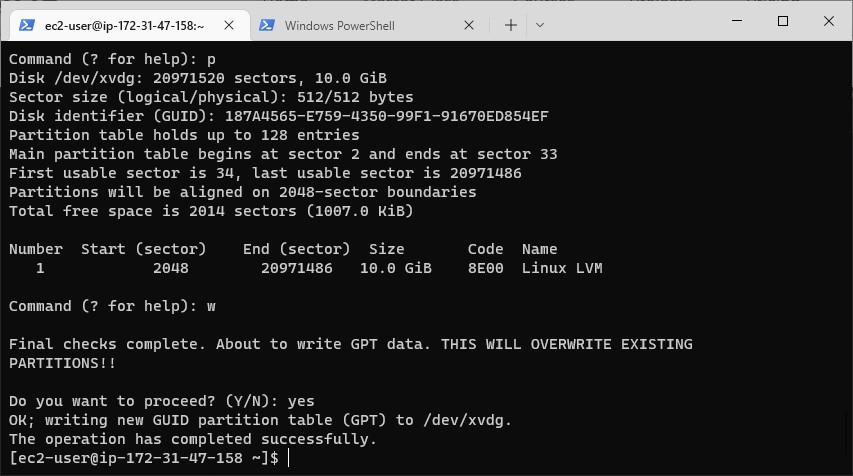 ec2-user@ip-172-31-47-158:~
Windows PowerShell
Command (? for help): p
Disk /dev/xvdg: 20971520 sectors, 10.0 GiB
Sector size (logical/physical): 512/512 bytes
Disk identifier (GUID): 187A4565-E759-4350-99F1-91670ED854EF
Partition table holds up to 128 entries
Main partition table begins at sector 2 and ends at sector 33
First usable sector is 34, last usable sector is 20971486
Partitions will be aligned on 2048-sector boundaries
Total free space is 2014 sectors (1007.0 KiB)
Number  Start (sector)    End (sector)  Size       Code  Name
   1            2048        20971486   10.0 GiB    8E00  Linux LVM
Command (? for help): w
Final checks complete. About to write GPT data. THIS WILL OVERWRITE EXISTING
PARTITIONS!!
Do you want to proceed? (Y/N): yes
OK; writing new GUID partition table (GPT) to /dev/xvdg.
The operation has completed successfully.
[ec2-user@ip-172-31-47-158 ~]$